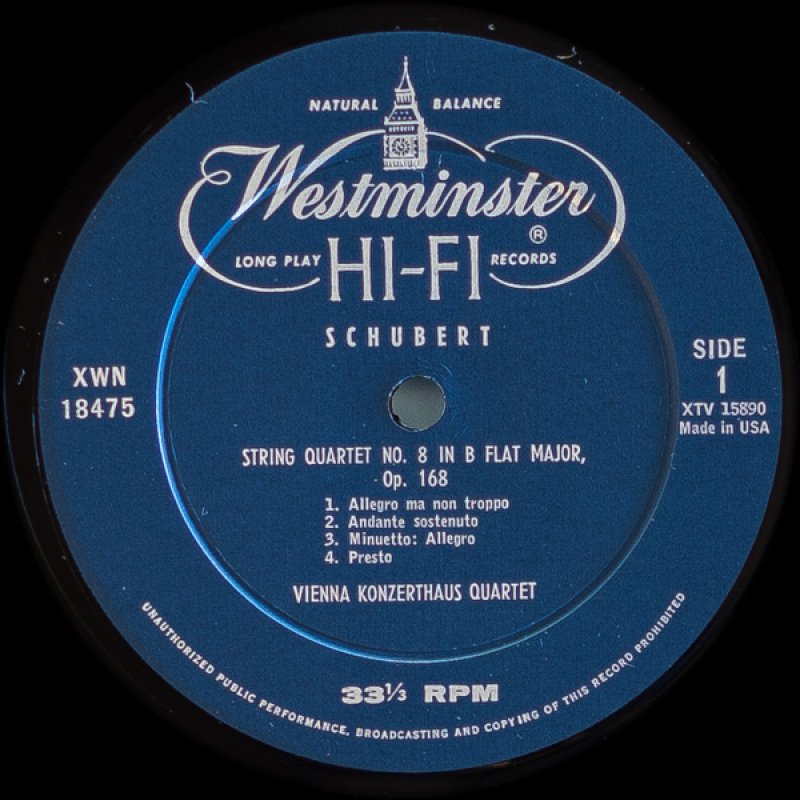 NATURAL BALANCE
Westminster
®
LONG PLAY HI-FI RECORDS
SCHUBERT
XWN
18475
SIDE
1
XTV 15890
Made in USA
STRING QUARTET NO. 8 IN B FLAT MAJOR,
Op. 168
1. Allegro ma non troppo
2. Andante sostenuto
3. Minuetto: Allegro
4. Presto
VIENNA KONZERTHAUS QUARTET
33⅓ RPM
UNAUTHORIZED PUBLIC PERFORMANCE, BROADCASTING AND COPYING OF THIS RECORD PROHIBITED